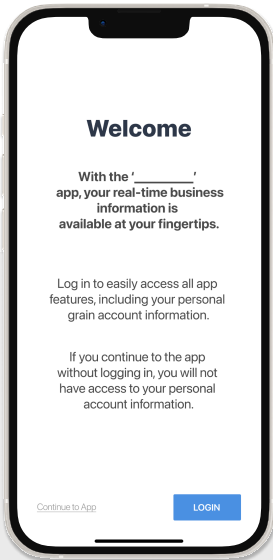 Welcome
With the ‘__________’
app, your real-time business
information is
available at your fingertips.
Log in to easily access all app
features, including your personal
grain account information.
If you continue to the app
without logging in, you will not
have access to your personal
account information.
Continue to App
LOGIN